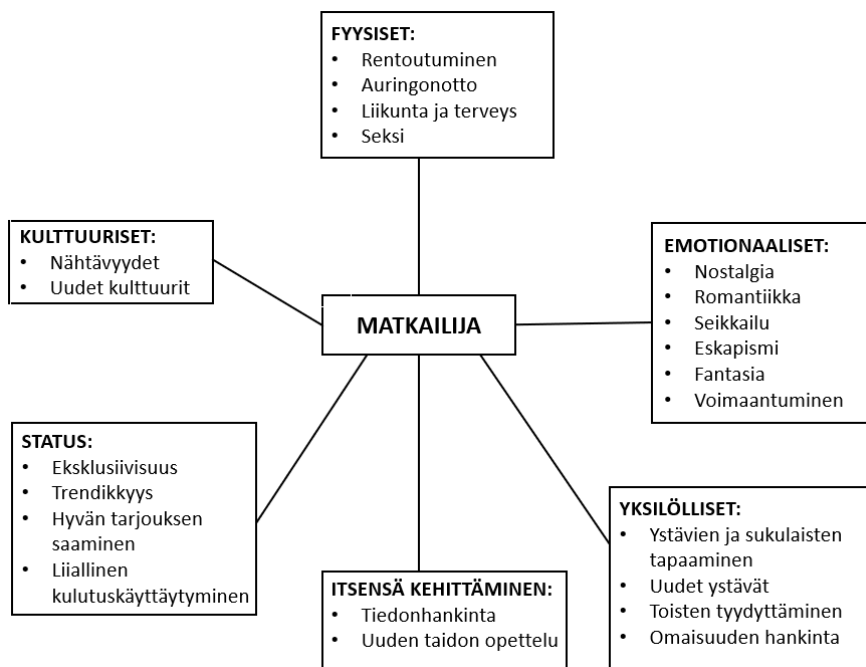 FYYSISET:
• Rentoutuminen
• Auringonotto
• Liikunta ja terveys
• Seksi
KULTTUURISET:
• Nähtävyydet
• Uudet kulttuurit
EMOTIONAALISET:
• Nostalgia
• Romantiikka
• Seikkailu
• Eskapismi
• Fantasia
• Voimaantuminen
MATKAILIJA
STATUS:
• Eksklusiivisuus
• Trendikkyys
• Hyvän tarjouksen
saaminen
• Liiallinen
kulutuskäyttäytyminen
ITSENSÄ KEHITTÄMINEN:
• Tiedonhankinta
• Uuden taidon opettelu
YKSILÖLLISET:
• Ystävien ja sukulaisten
tapaaminen
• Uudet ystävät
• Toisten tyydyttäminen
• Omaisuuden hankinta